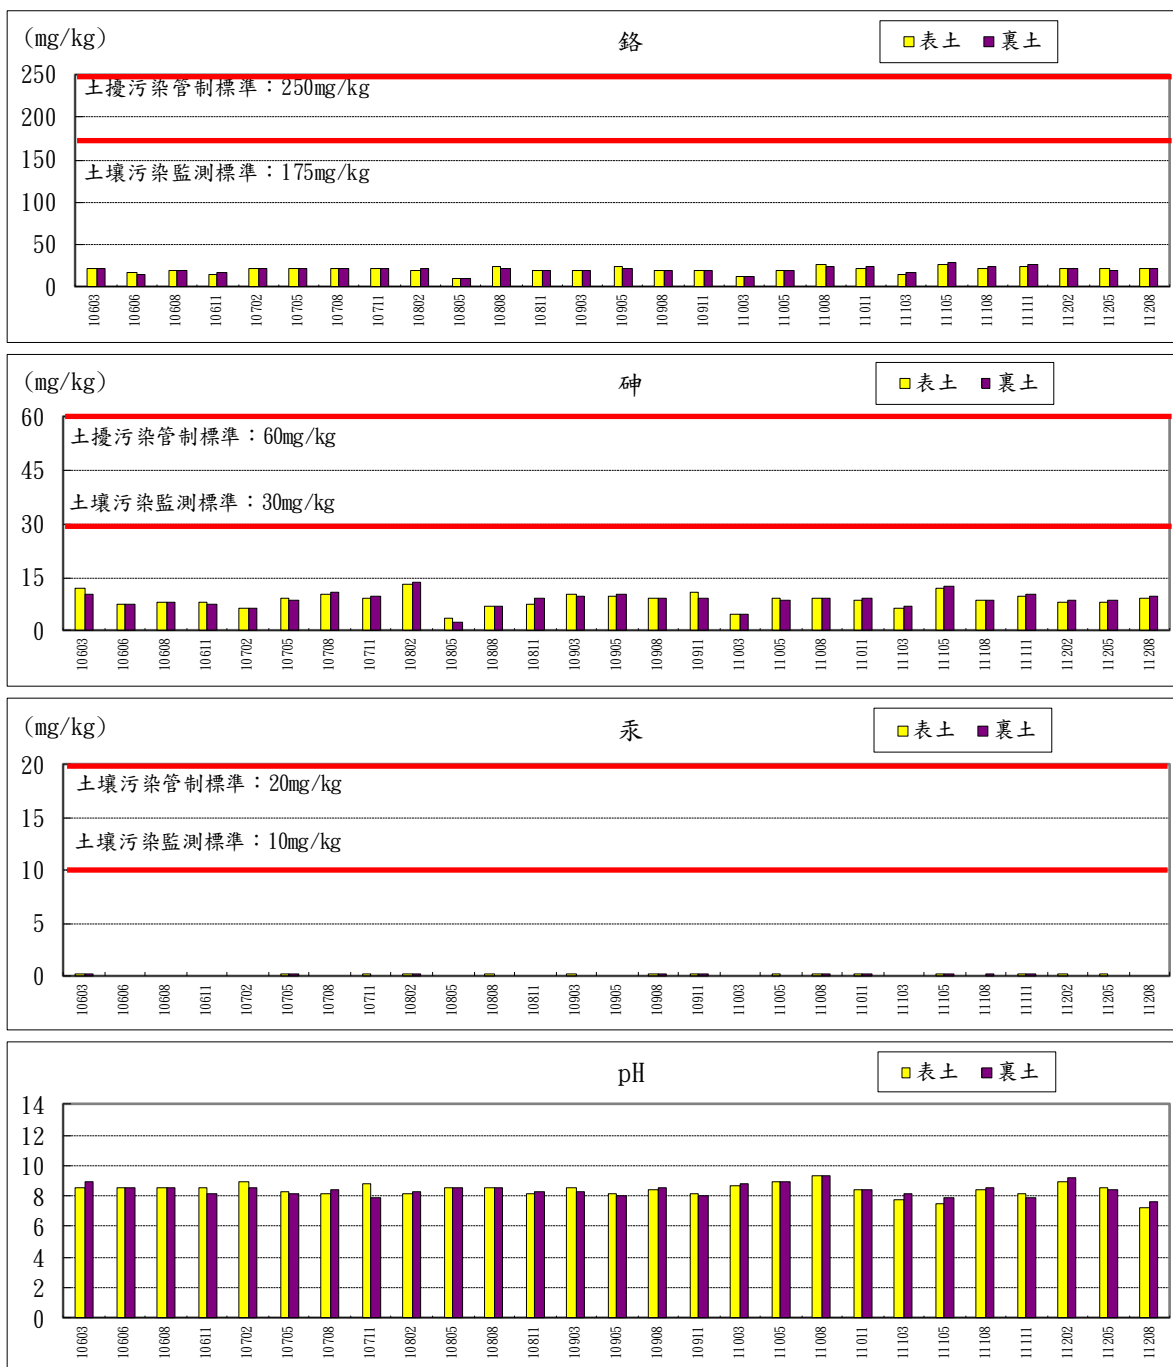 (mg/kg)
鉻
表土 裏土
250
土擾污染管制標準：250mg/kg
200
土壤污染監測標準：175mg/kg
150
100
50
0
10603 10606 10608 10611 10702 10705 10708 10711 10802 10805 10808 10811 10903 10905 10908 10911 11003 11005 11008 11011 11103 11105 11108 11111 11202 11205 11208
(mg/kg)
砷
表土 裏土
60
土擾污染管制標準：60mg/kg
45
土壤污染監測標準：30mg/kg
30
15
0
10603 10606 10608 10611 10702 10705 10708 10711 10802 10805 10808 10811 10903 10905 10908 10911 11003 11005 11008 11011 11103 11105 11108 11111 11202 11205 11208
(mg/kg)
汞
表土 裏土
20
土壤污染管制標準：20mg/kg
15
土壤污染監測標準：10mg/kg
10
5
0
10603 10606 10608 10611 10702 10705 10708 10711 10802 10805 10808 10811 10903 10905 10908 10911 11003 11005 11008 11011 11103 11105 11108 11111 11202 11205 11208
pH
表土 裏土
14
12
10
8
6
4
2
0
10603 10606 10608 10611 10702 10705 10708 10711 10802 10805 10808 10811 10903 10905 10908 10911 11003 11005 11008 11011 11103 11105 11108 11111 11202 11205 11208